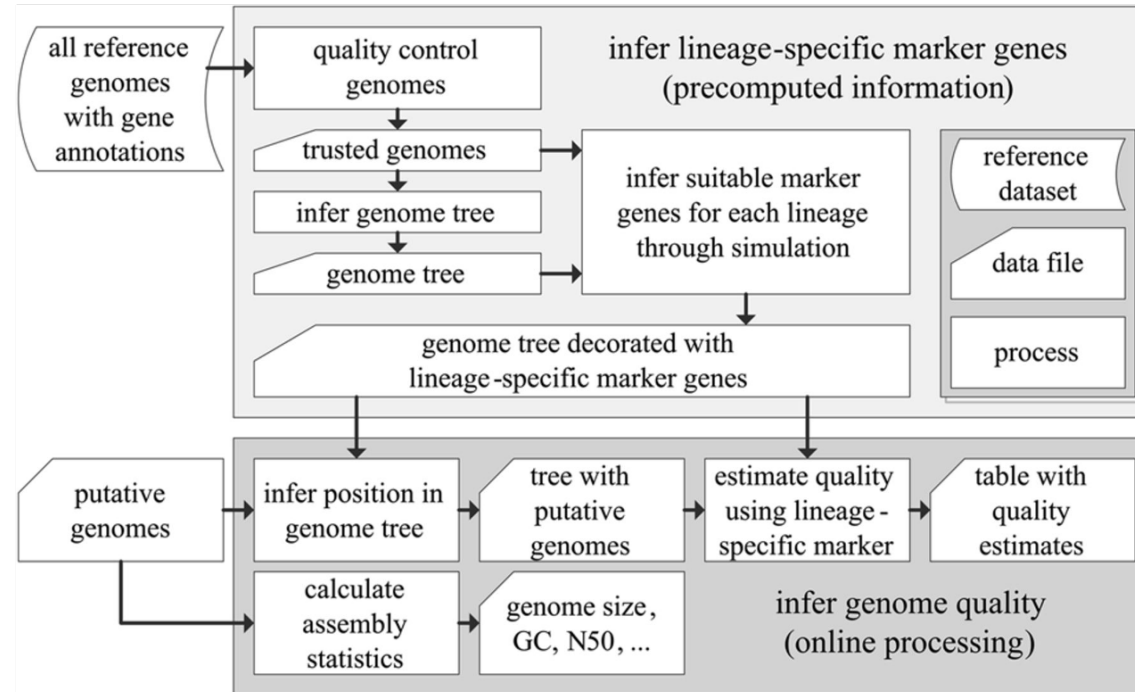 all reference
genomes
with gene
annotations
quality control
genomes
trusted genomes
infer genome tree
genome tree
infer lineage-specific marker genes
(precomputed information)
infer suitable marker
genes for each lineage
through simulation
reference
dataset
data file
process
genome tree decorated with
lineage-specific marker genes
putative
genomes
infer position in
genome tree
tree with
putative
genomes
estimate quality
using lineage-
specific marker
table with
quality
estimates
calculate
assembly
statistics
genome size,
GC, N50, ...
infer genome quality
(online processing)